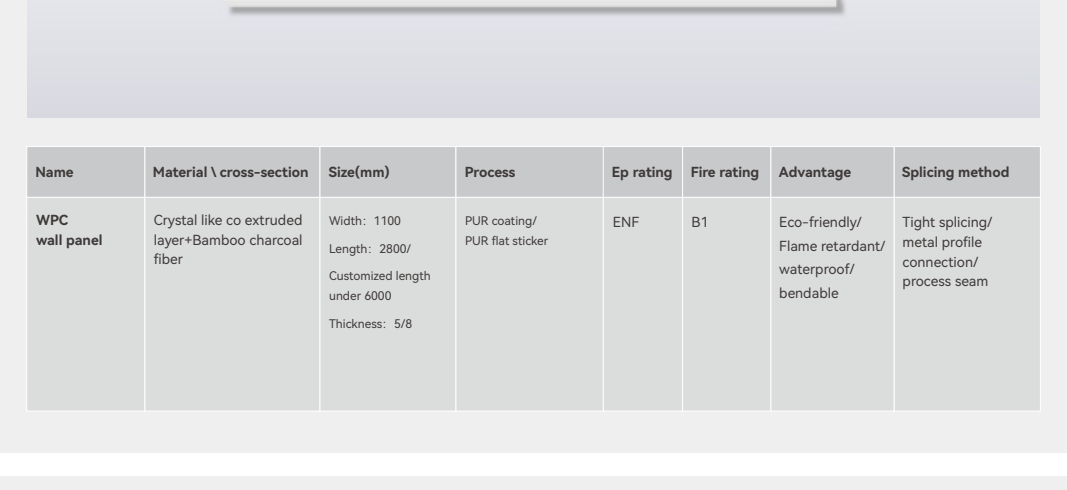 Name
Material \ cross-section
Size(mm)
Process
Ep rating
Fire rating
Advantage
Splicing method
WPC
wall panel
Crystal like co extruded
layer+Bamboo charcoal
fiber
Width: 1100
Length: 2800/
Customized length
under 6000
Thickness: 5/8
PUR coating/
PUR flat sticker
ENF
B1
Eco-friendly/
Flame retardant/
waterproof/
bendable
Tight splicing/
metal profile
connection/
process seam